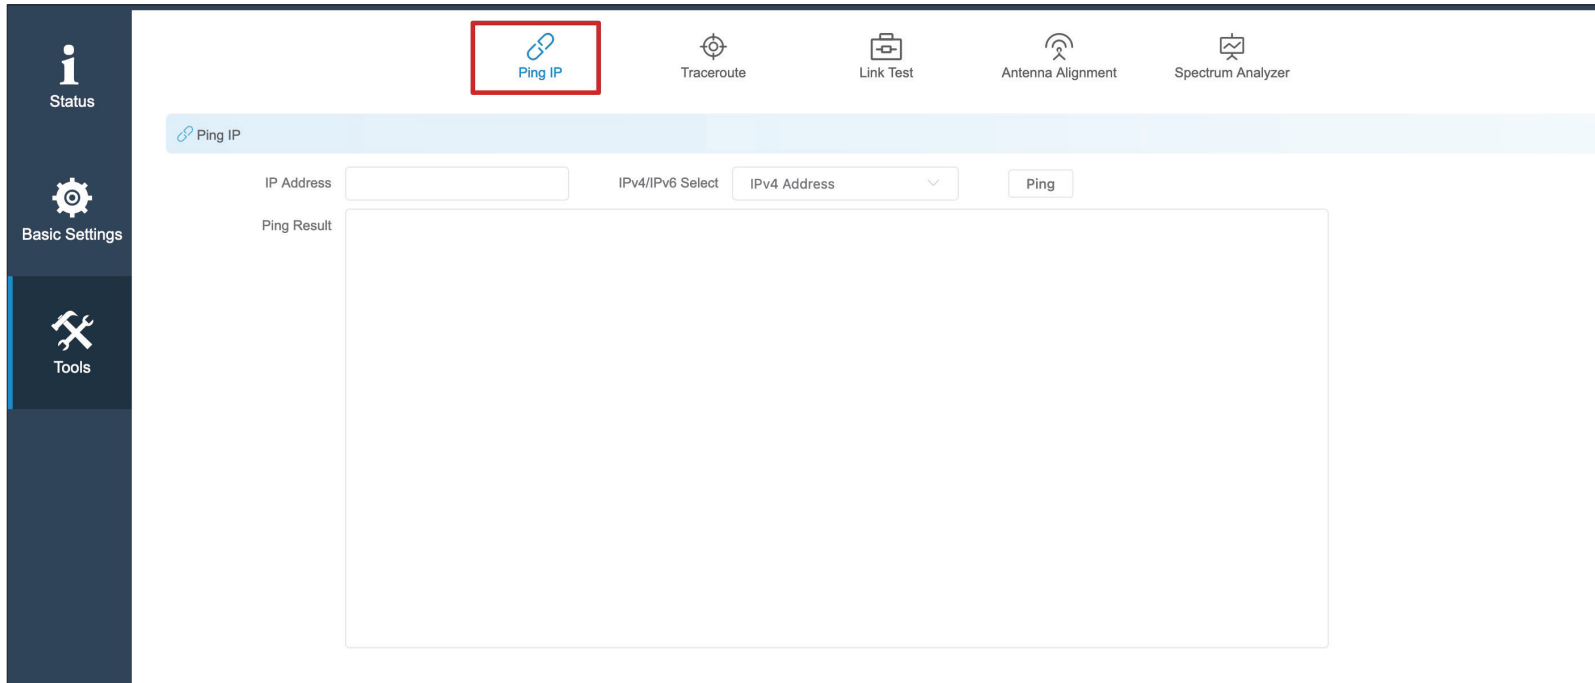 Status
Basic Settings
Tools
Ping IP
Traceroute
Link Test
Antenna Alignment
Spectrum Analyzer
Ping IP
IP Address
IPv4/IPv6 Select
IPv4 Address
Ping
Ping Result